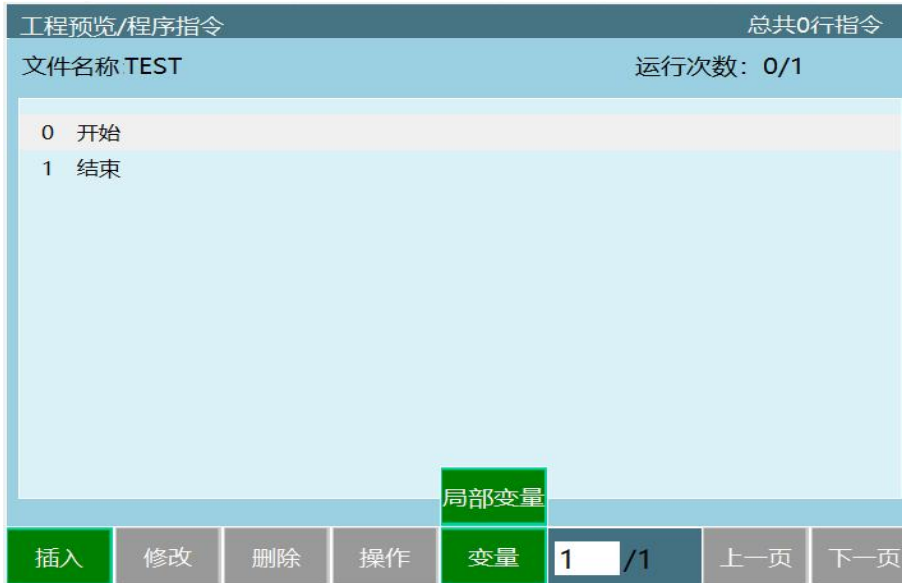 工程预览/程序指令 总共0行指令
文件名称:TEST 运行次数: 0/1
0 开始
1 结束
局部变量
插入 修改 删除 操作 变量 1 /1 上一页 下一页